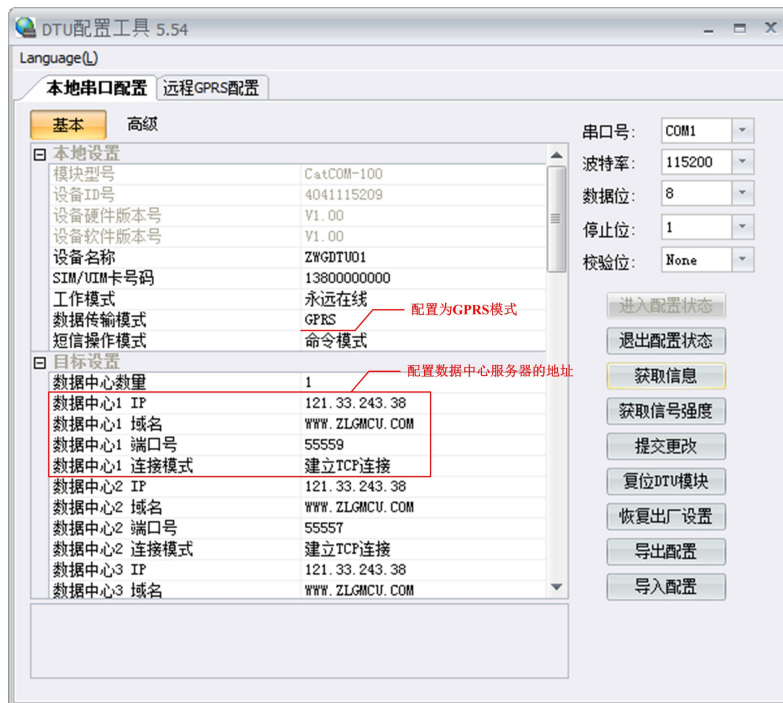 DTU配置工具 5.54
Language(L)
本地串口配置 远程GPRS配置
基本 高级
本地设置
模块型号 CatCOM-100
设备ID号 4041115209
设备硬件版本号 V1.00
设备软件版本号 V1.00
设备名称 ZWGDTU01
SIM/UIM卡号码 13800000000
工作模式 永远在线
数据传输模式 GPRS
配置为GPRS模式
短信操作模式 命令模式
目标设置
配置数据中心服务器的地址
数据中心数量 1
数据中心1 IP 121.33.243.38
数据中心1 域名 WWW.ZLGMCU.COM
数据中心1 端口号 55559
数据中心1 连接模式 建立TCP连接
数据中心2 IP 121.33.243.38
数据中心2 域名 WWW.ZLGMCU.COM
数据中心2 端口号 55557
数据中心2 连接模式 建立TCP连接
数据中心3 IP 121.33.243.38
数据中心3 域名 WWW.ZLGMCU.COM
串口号: COM1
波特率: 115200
数据位: 8
停止位: 1
校验位: None
进入配置状态
退出配置状态
获取信息
获取信号强度
提交更改
复位DTU模块
恢复出厂设置
导出配置
导入配置